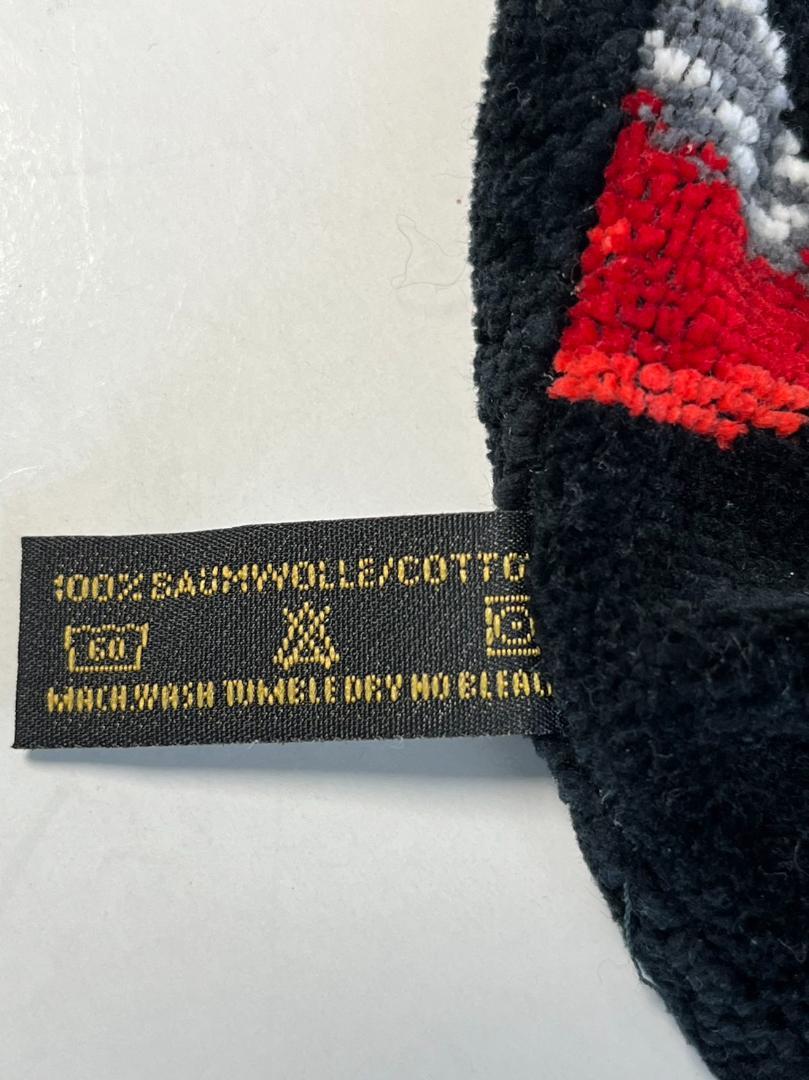 100% BAUMWOLLE/COTTO
60
MACH.WASH TUMBLE DRY NO BLEAC